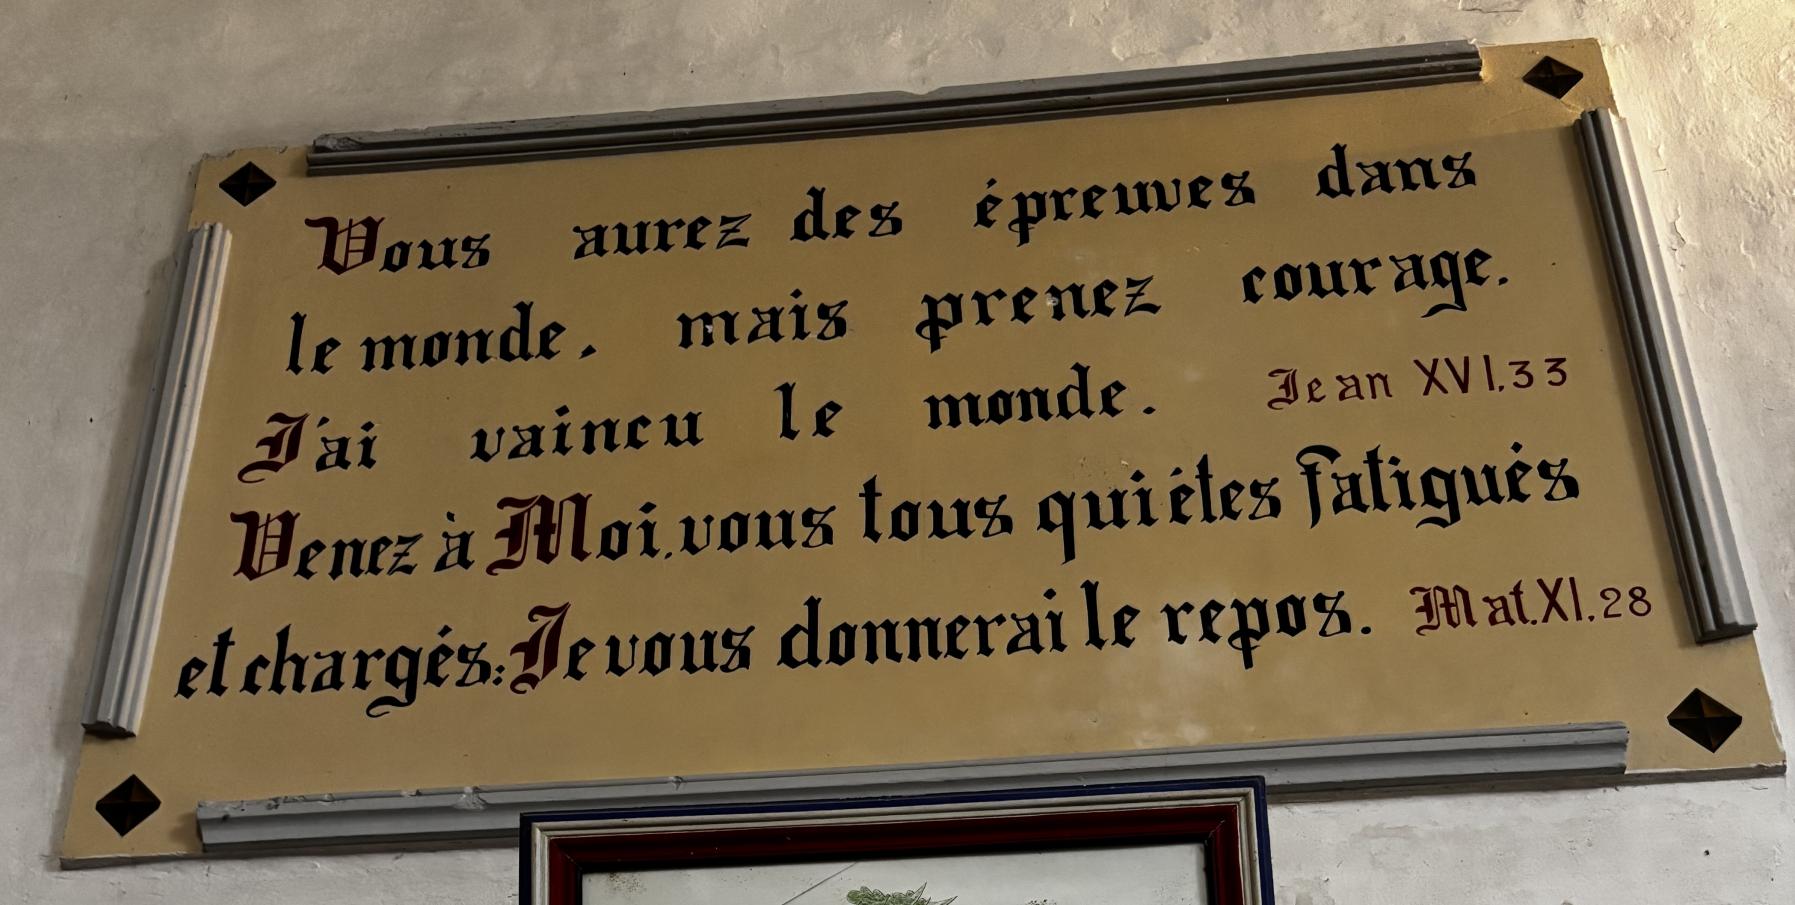 Vous aurez des épreuves dans
le monde, mais prenez courage.
J'ai vaincu le monde. Jean XVI,33
Venez à Moi, vous tous qui étes fatigués
et chargés: Je vous donnerai le repos. Mat.XI,28